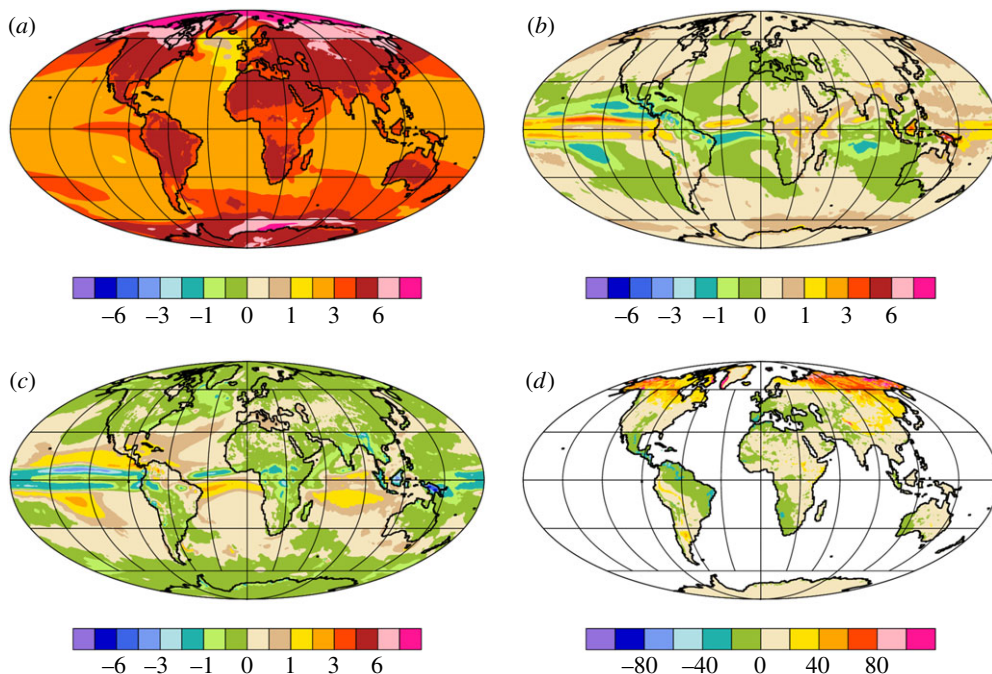 (a)
(b)
–6 –3 –1 0 1 3 6
–6 –3 –1 0 1 3 6
(c)
(d)
–6 –3 –1 0 1 3 6
–80 –40 0 40 80